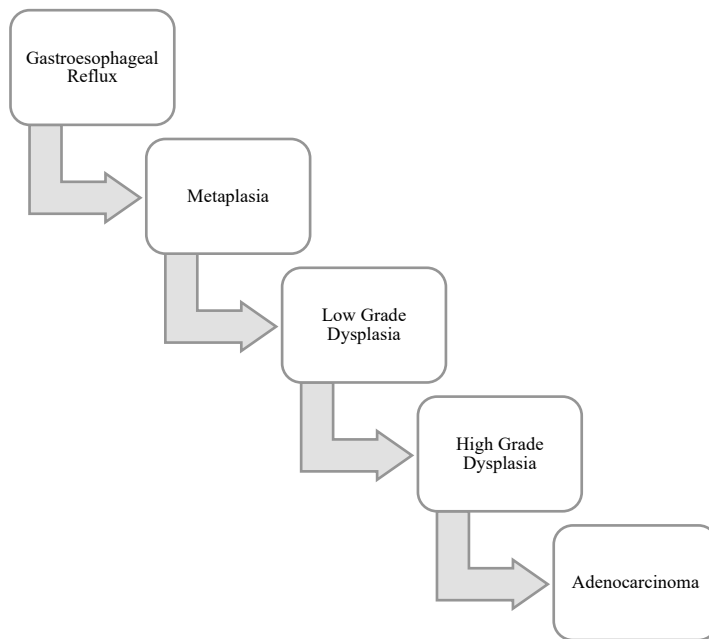 Gastroesophageal
Reflux
Metaplasia
Low Grade
Dysplasia
High Grade
Dysplasia
Adenocarcinoma